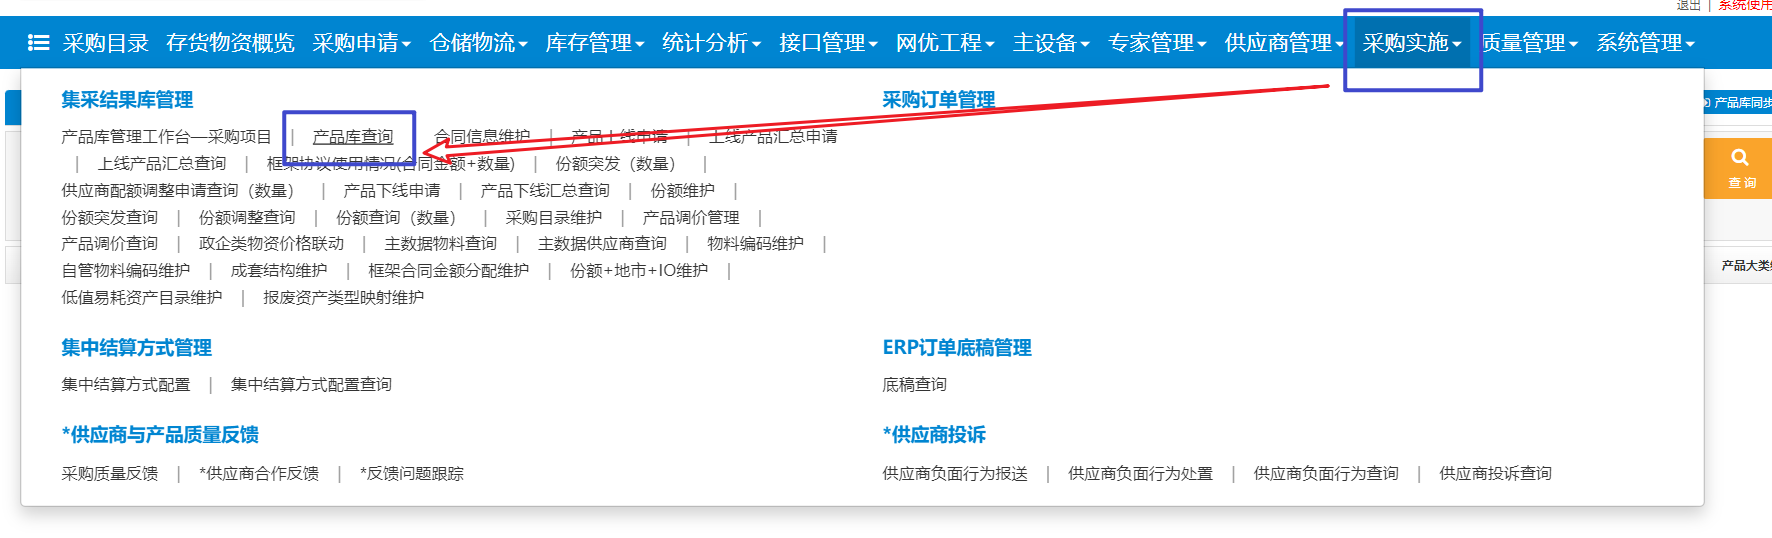 退出 | 系统使用
采购目录 存货物资概览 采购申请 仓储物流 库存管理 统计分析 接口管理 网优工程 主设备 专家管理 供应商管理 采购实施 质量管理 系统管理
集采结果库管理
产品库管理工作台—采购项目 | 产品库查询 合同信息维护 | 产品上线申请 | 上线产品汇总申请
| 上线产品汇总查询 | 框架协议使用情况(合同金额+数量) | 份额突发（数量） |
供应商配额调整申请查询（数量） | 产品下线申请 | 产品下线汇总查询 | 份额维护 |
份额突发查询 | 份额调整查询 | 份额查询（数量） | 采购目录维护 | 产品调价管理 |
产品调价查询 | 政企类物资价格联动 | 主数据物料查询 | 主数据供应商查询 | 物料编码维护 |
自管物料编码维护 | 成套结构维护 | 框架合同金额分配维护 | 份额+地市+IO维护 |
低值易耗资产目录维护 | 报废资产类型映射维护
采购订单管理
集中结算方式管理
集中结算方式配置 | 集中结算方式配置查询
ERP订单底稿管理
底稿查询
*供应商与产品质量反馈
采购质量反馈 | *供应商合作反馈 | *反馈问题跟踪
*供应商投诉
供应商负面行为报送 | 供应商负面行为处置 | 供应商负面行为查询 | 供应商投诉查询
产品库同步
查询
产品大类